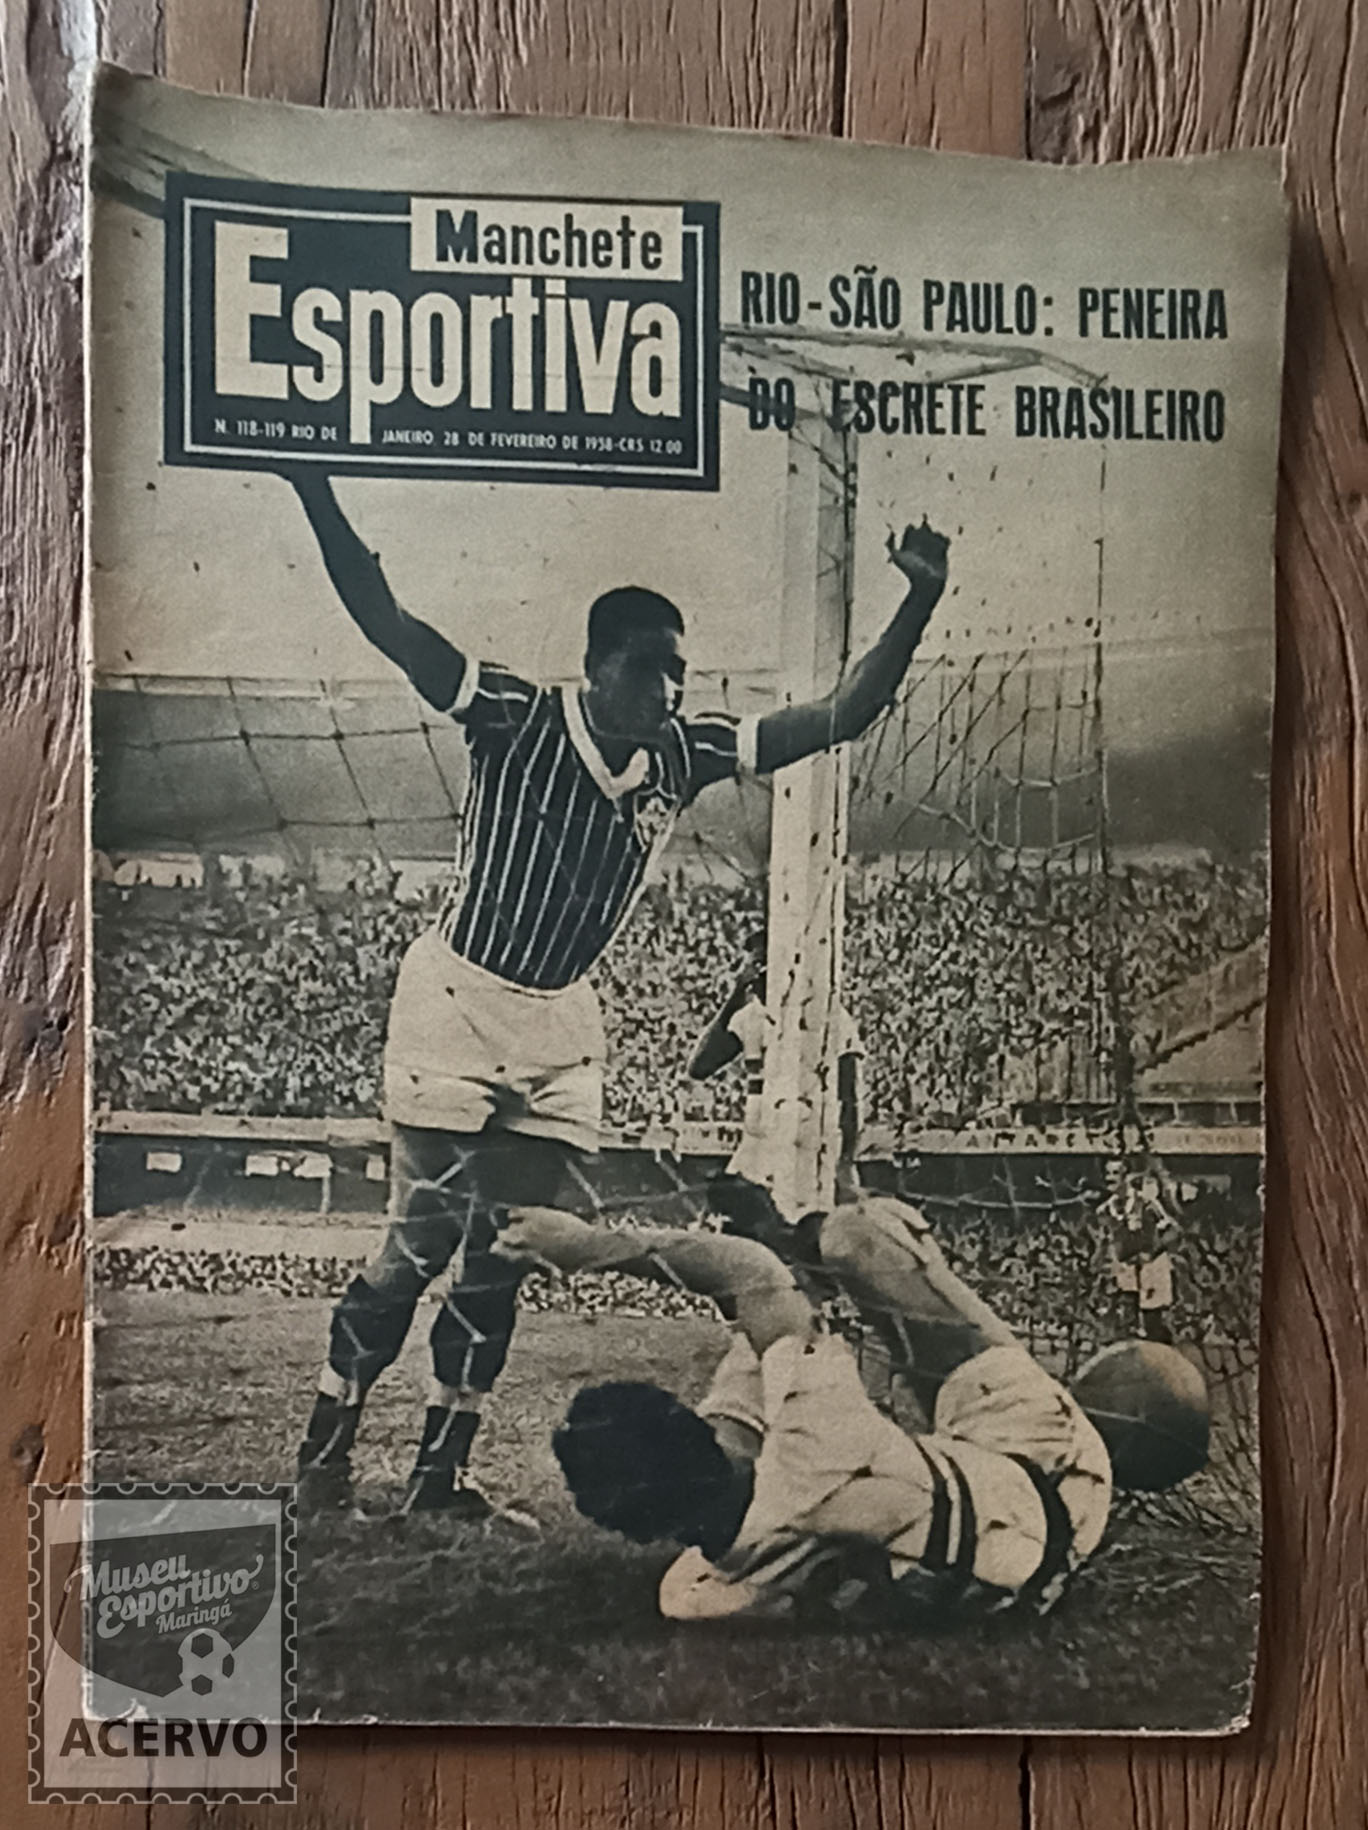 Manchete
Esportiva
N. 118-119 RIO DE JANEIRO 28 DE FEVEREIRO DE 1958-CR$ 12.00
RIO-SÃO PAULO: PENEIRA
DO ESCRETE BRASILEIRO
Museu
Esportivo®
Maringá
ACERVO